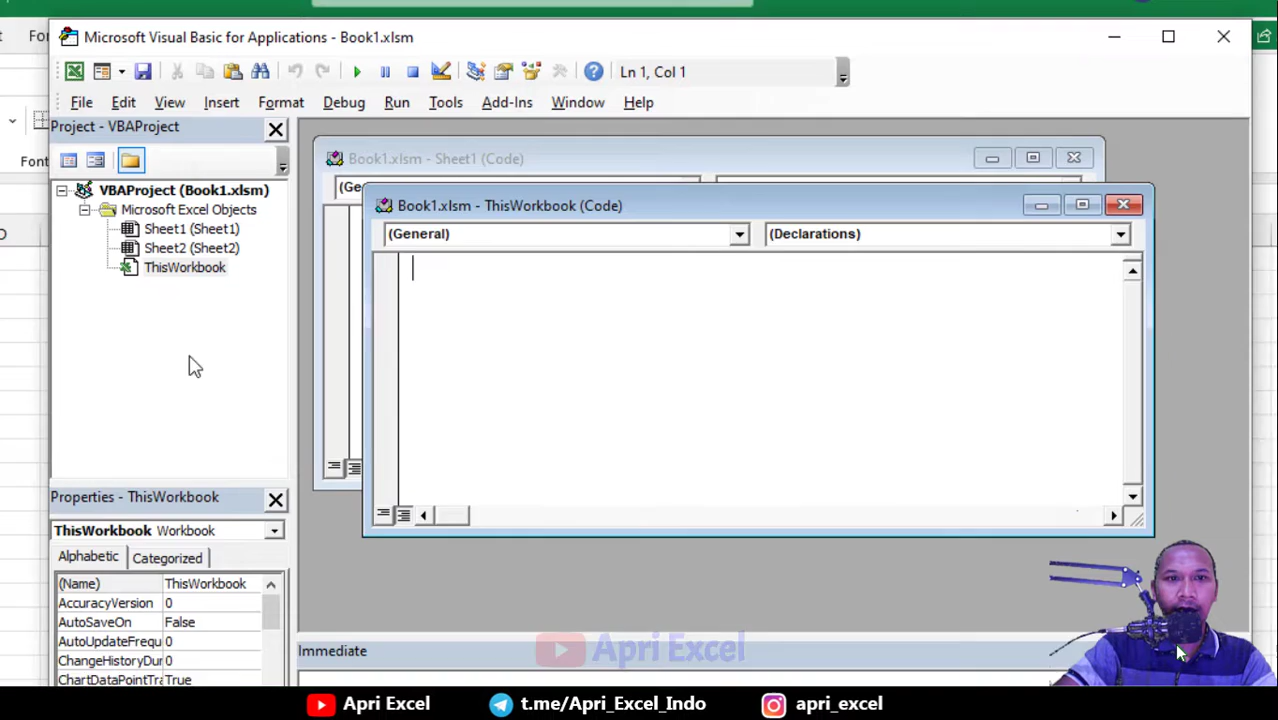 Microsoft Visual Basic for Applications - Book1.xlsm
Ln 1, Col 1
File Edit View Insert Format Debug Run Tools Add-Ins Window Help
Font
Project - VBAProject
VBAProject (Book1.xlsm)
Microsoft Excel Objects
Sheet1 (Sheet1)
Sheet2 (Sheet2)
ThisWorkbook
Book1.xlsm - Sheet1 (Code)
(Ge
Book1.xlsm - ThisWorkbook (Code)
(General) (Declarations)
Properties - ThisWorkbook
ThisWorkbook Workbook
Alphabetic Categorized
(Name) ThisWorkbook
AccuracyVersion 0
AutoSaveOn False
AutoUpdateFrequ 0
ChangeHistoryDur 0
ChartDataPointTra True
Immediate
Apri Excel
Apri Excel t.me/Apri_Excel_Indo apri_excel